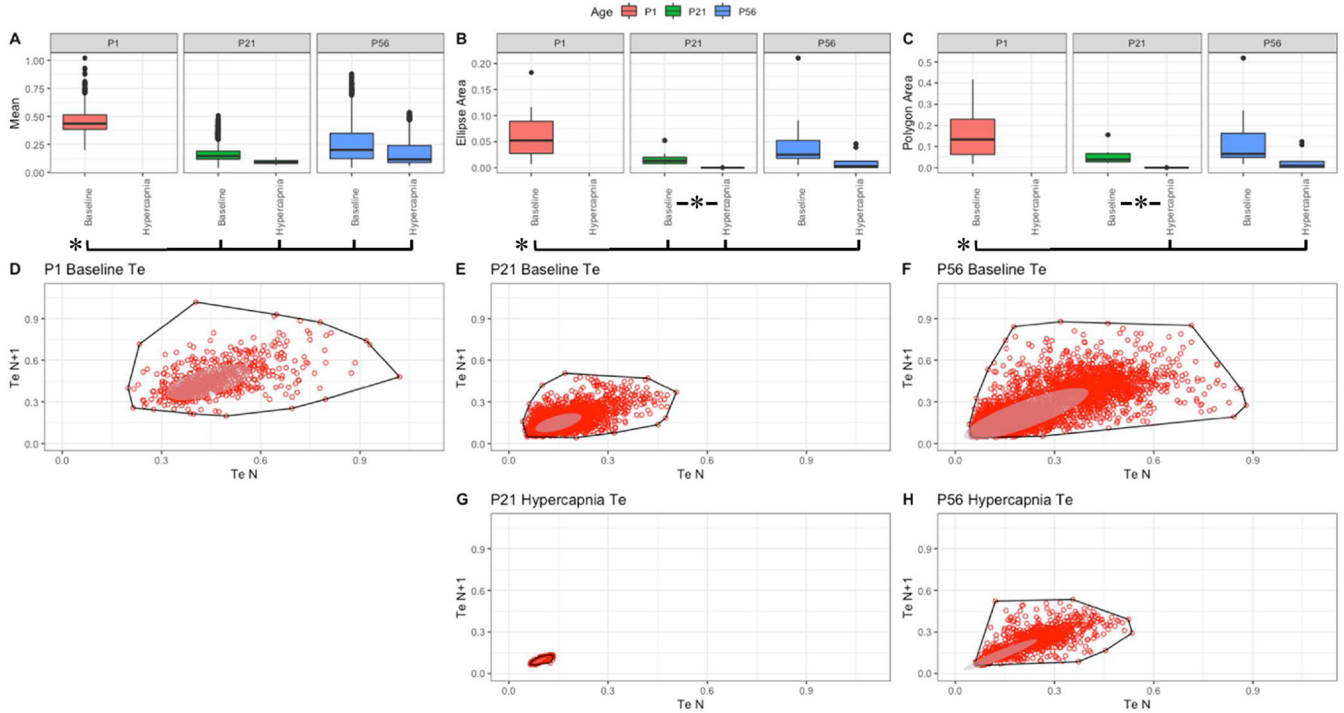 Age P1 P21 P56
A P1 P21 P56
B P1 P21 P56
C P1 P21 P56
Mean
1.00
0.75
0.50
0.25
0.00
Baseline Hypercapnia Baseline Hypercapnia Baseline Hypercapnia
Ellipse Area
0.20
0.15
0.10
0.05
0.00
Baseline Hypercapnia Baseline Hypercapnia Baseline Hypercapnia
-*-
Polygon Area
0.5
0.4
0.3
0.2
0.1
0.0
Baseline Hypercapnia Baseline Hypercapnia Baseline Hypercapnia
-*-
* * *
D P1 Baseline Te
Te N+1
0.9
0.6
0.3
0.0
0.0 0.3 0.6 0.9
Te N
E P21 Baseline Te
Te N+1
0.9
0.6
0.3
0.0
0.0 0.3 0.6 0.9
Te N
F P56 Baseline Te
Te N+1
0.9
0.6
0.3
0.0
0.0 0.3 0.6 0.9
Te N
G P21 Hypercapnia Te
Te N+1
0.9
0.6
0.3
0.0
0.0 0.3 0.6 0.9
Te N
H P56 Hypercapnia Te
Te N+1
0.9
0.6
0.3
0.0
0.0 0.3 0.6 0.9
Te N